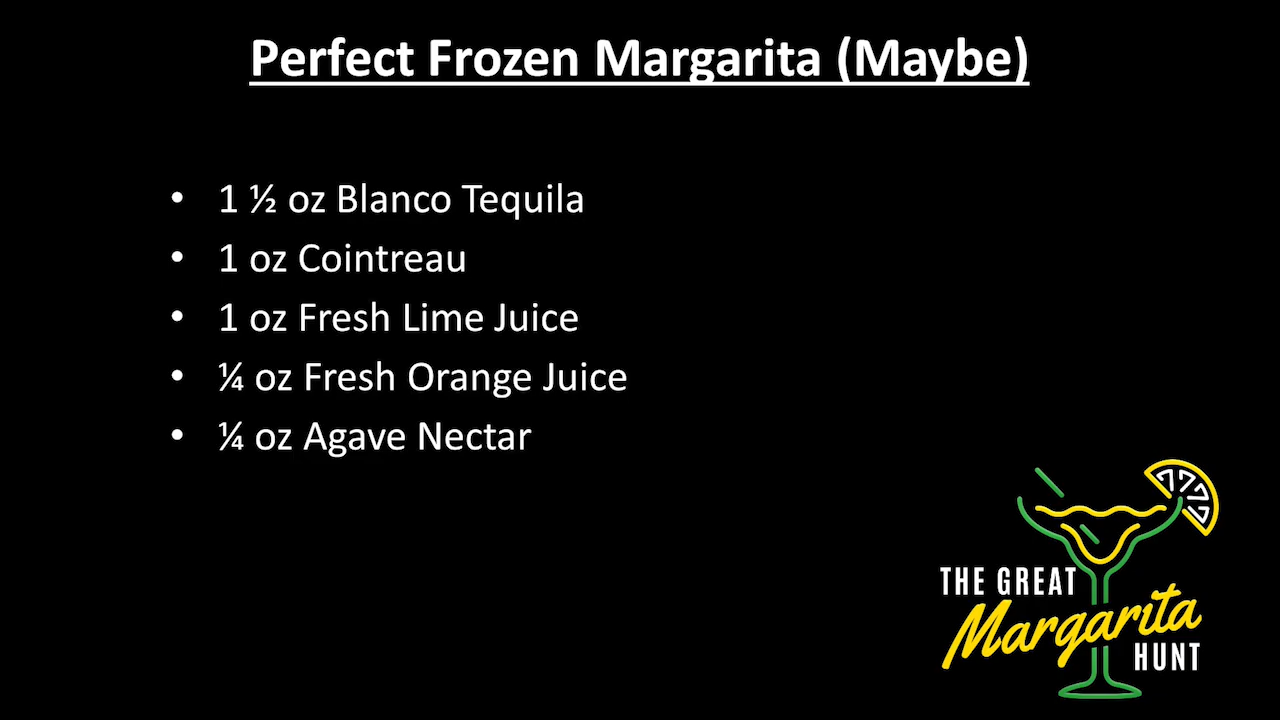 Perfect Frozen Margarita (Maybe)
• 1 ½ oz Blanco Tequila
• 1 oz Cointreau
• 1 oz Fresh Lime Juice
• ¼ oz Fresh Orange Juice
• ¼ oz Agave Nectar
THE GREAT
Margarita
HUNT